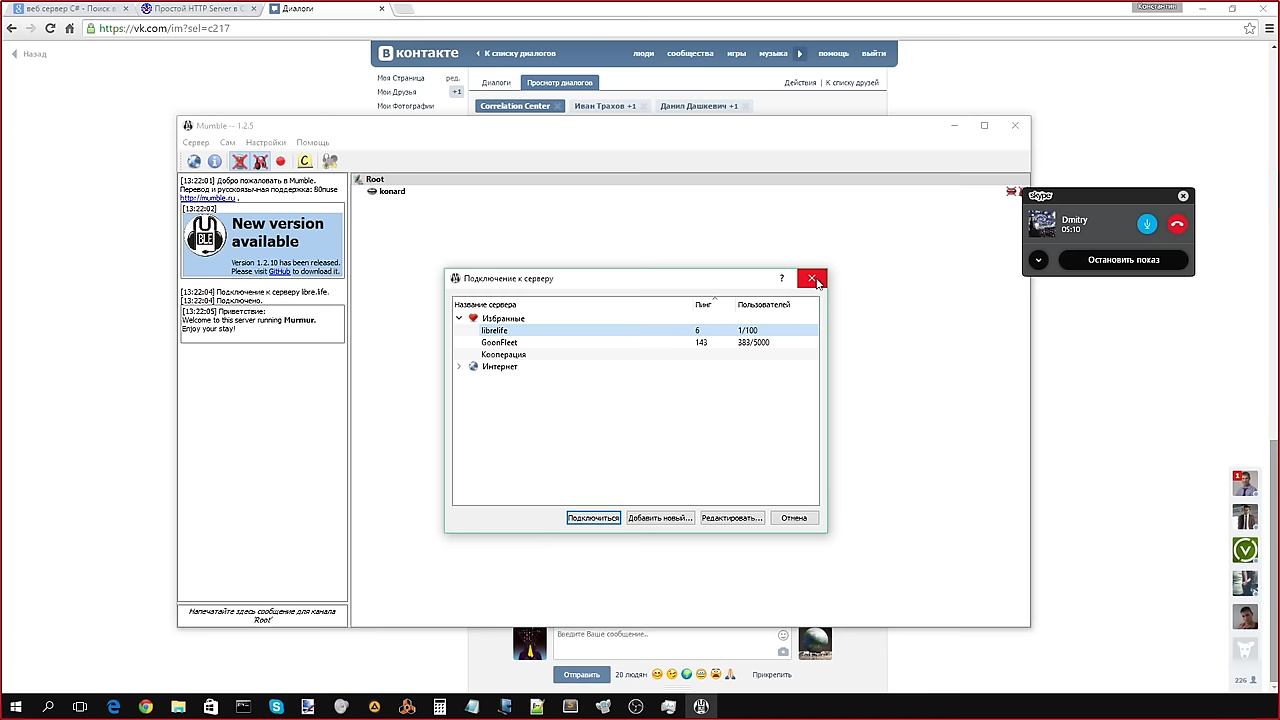 веб сервер C# - Поиск в
Простой HTTP Server в C
Диалоги
Константин
https://vk.com/im?sel=c217
Назад
В контакте
К списку диалогов
люди
сообщества
игры
музыка
помощь
выйти
Моя Страница
ред.
Мои Друзья
+1
Мои Фотографии
Диалоги
Просмотр диалогов
Действия | К списку друзей
Correlation Center
Иван Трахов +1
Данил Дашкевич +1
Mumble -- 1.2.5
Сервер
Сам
Настройки
Помощь
C
[13:22:01] Добро пожаловать в Mumble.
Перевод и русскоязычная поддержка: 80nuse
http://mumble.ru .
[13:22:02]
New version
available
Version 1.2.10 has been released.
Please visit GitHub to download it.
[13:22:04] Подключение к серверу libre.life.
[13:22:04] Подключено.
[13:22:05] Приветствие:
Welcome to this server running Murmur.
Enjoy your stay!
Напечатайте здесь сообщение для канала
'Root'
Root
konard
skype
Dmitry
05:10
Остановить показ
Подключение к серверу
?
Название сервера
Пинг
Пользователей
Избранные
librelife
6
1/100
GoonFleet
143
383/5000
Кооперация
Интернет
Подключиться
Добавить новый...
Редактировать...
Отмена
Введите Ваше сообщение..
Отправить
20 людям
Прикрепить
1
226